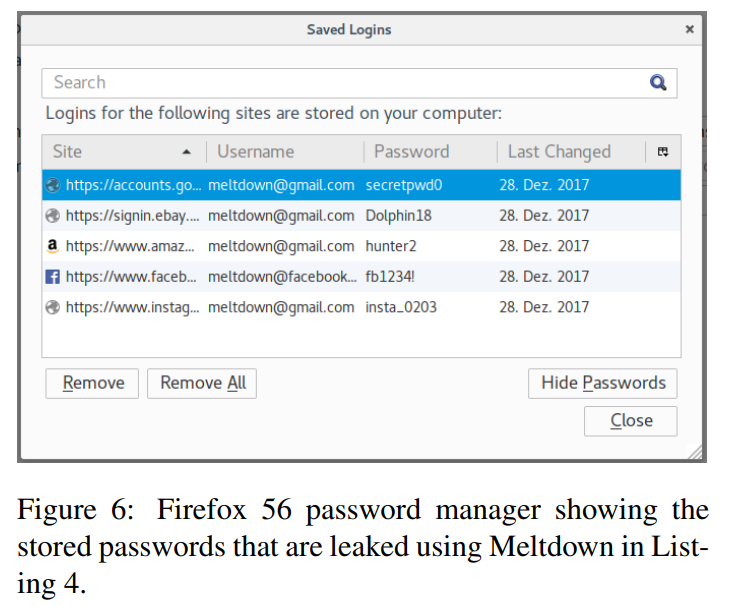 Saved Logins
Search
Logins for the following sites are stored on your computer:
Site Username Password Last Changed
https://accounts.go... meltdown@gmail.com secretpwd0 28. Dez. 2017
https://signin.ebay.... meltdown@gmail.com Dolphin18 28. Dez. 2017
https://www.amaz... meltdown@gmail.com hunter2 28. Dez. 2017
https://www.faceb... meltdown@facebook... fb1234! 28. Dez. 2017
https://www.instag... meltdown@gmail.com insta_0203 28. Dez. 2017
Remove Remove All Hide Passwords
Close
Figure 6: Firefox 56 password manager showing the
stored passwords that are leaked using Meltdown in List-
ing 4.